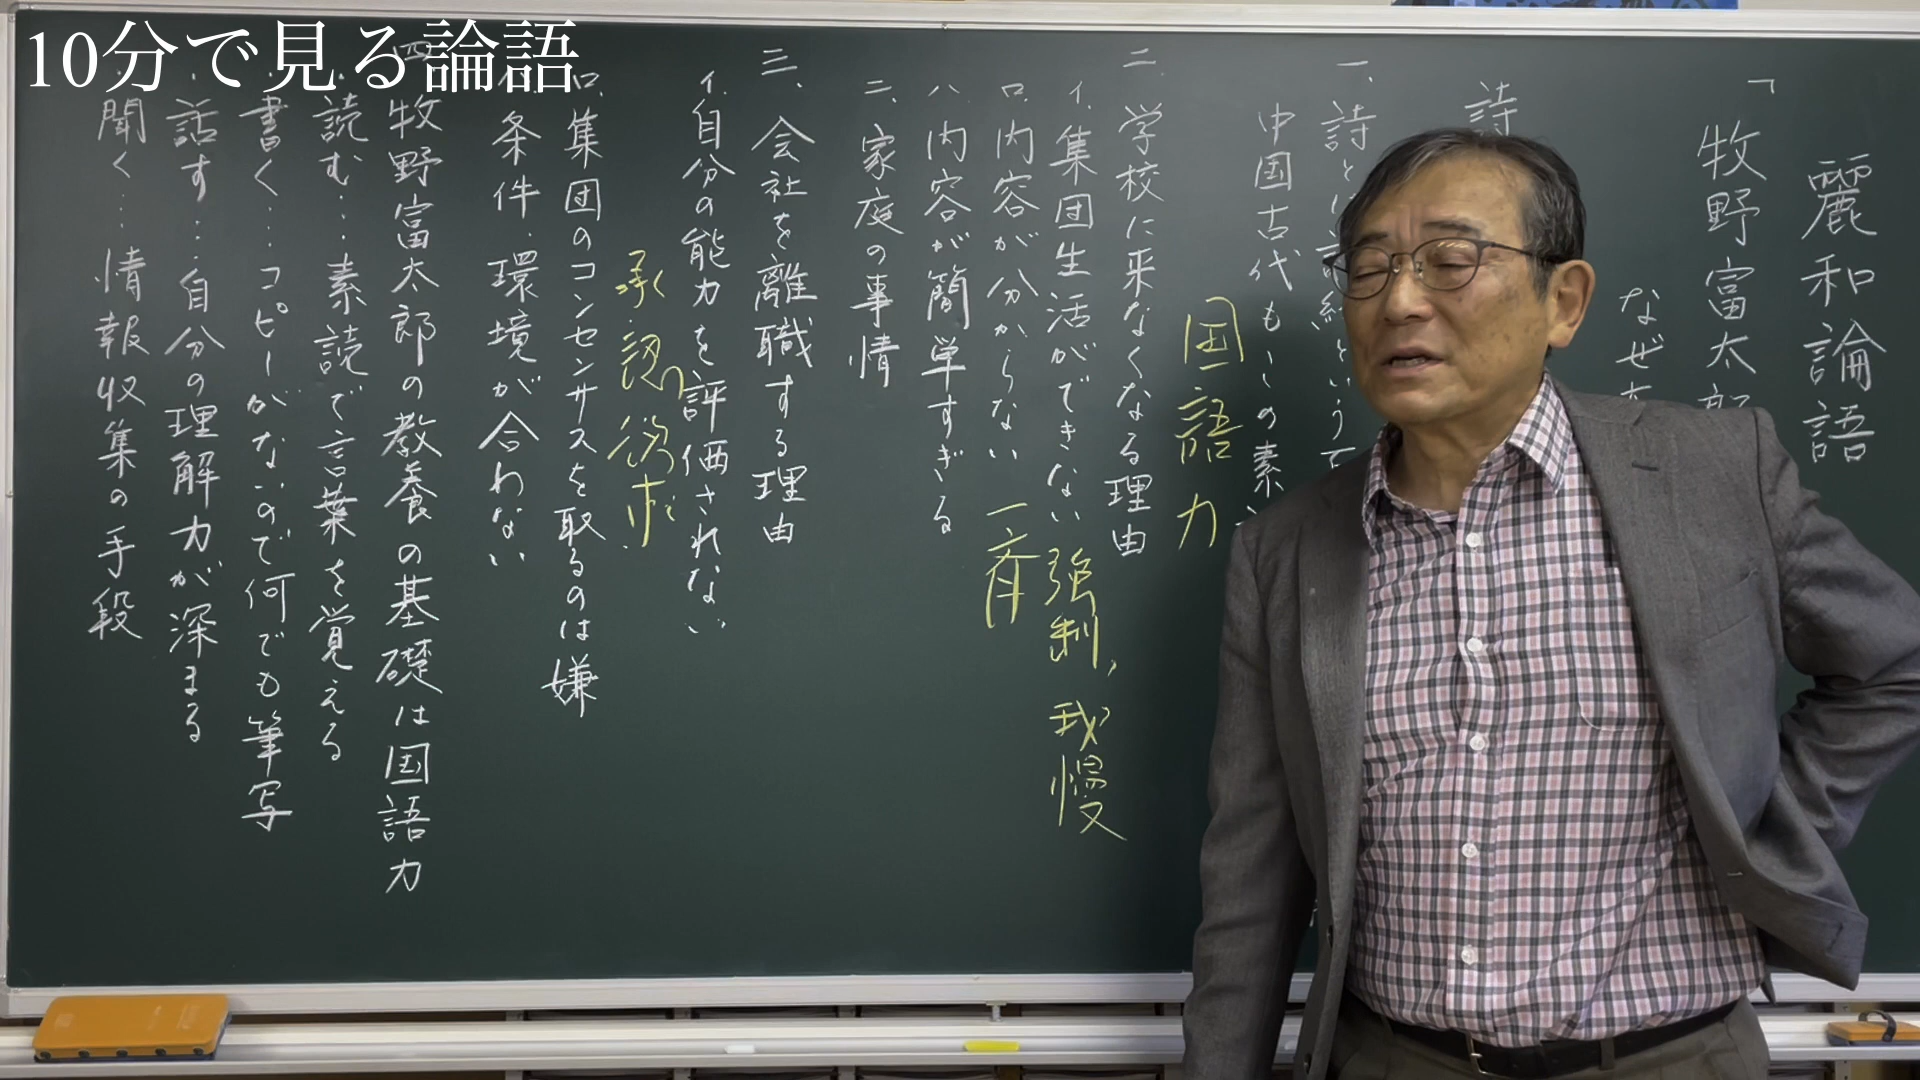 10分で見る論語
麗和論語
「牧野富太郎
なぜ
詩
一、詩とは詩経という
中国古代も
国語力
二、学校に来なくなる理由
イ.集団生活ができない 強制,我慢
ロ.内容が分からない 一斉
ハ.内容が簡単すぎる
ニ.家庭の事情
三、会社を離職する理由
イ.自分の能力を評価されない
承認欲求
ロ.集団のコンセンサスを取るのは嫌
条件・環境が合わない
四 牧野富太郎の教養の基礎は国語力
・読む…素読で言葉を覚える
・書く…コピーがないので何でも筆写
・話す…自分の理解力が深まる
・聞く…情報収集の手段